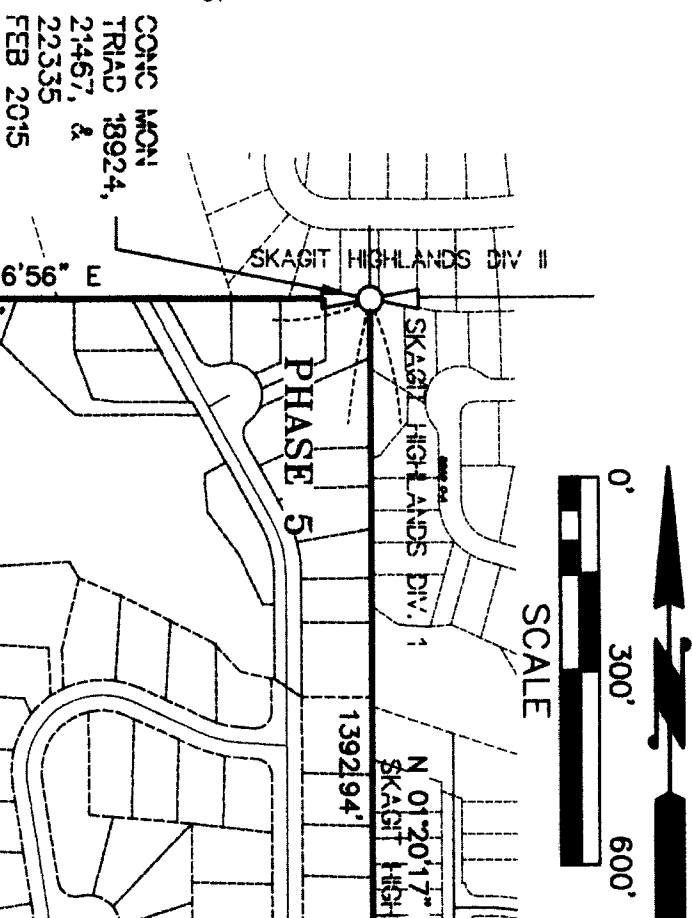 CONC MON
TRIAD 18924,
21467, &
22335
FEB 2015
SKAGIT HIGHLANDS DIV II
6'56" E
SKAGIT HIGHLANDS DIV. 1
PHASE 5
0'
300'
600'
SCALE
1392.94'
N 01°20'17"
SKAGIT HIGH